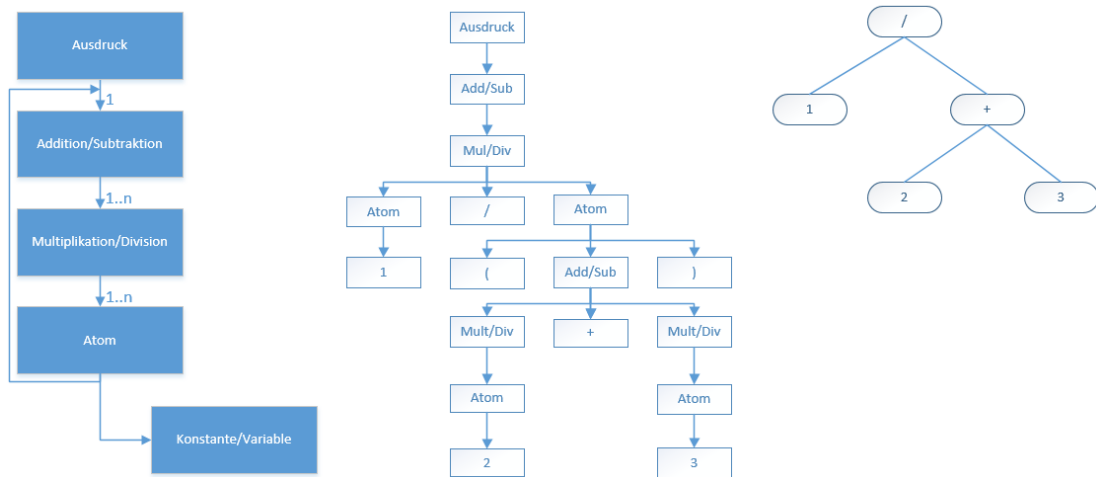 Ausdruck
1
Addition/Subtraktion
1..n
Multiplikation/Division
1..n
Atom
Konstante/Variable
Ausdruck
Add/Sub
Mul/Div
Atom
/
Atom
1
(
Add/Sub
)
Mult/Div
+
Mult/Div
Atom
Atom
2
3
/
1
+
2
3